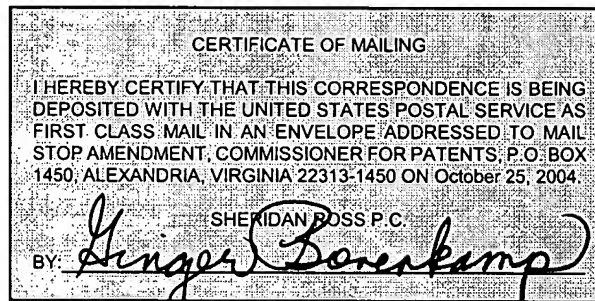 CERTIFICATE OF MAILING
I HEREBY CERTIFY THAT THIS CORRESPONDENCE IS BEING
DEPOSITED WITH THE UNITED STATES POSTAL SERVICE AS
FIRST CLASS MAIL IN AN ENVELOPE ADDRESSED TO MAIL
STOP AMENDMENT, COMMISSIONER FOR PATENTS, P.O. BOX
1450, ALEXANDRIA, VIRGINIA 22313-1450 ON October 25, 2004.
SHERIDAN ROSS P.C.
BY: Ginger Borenkamp